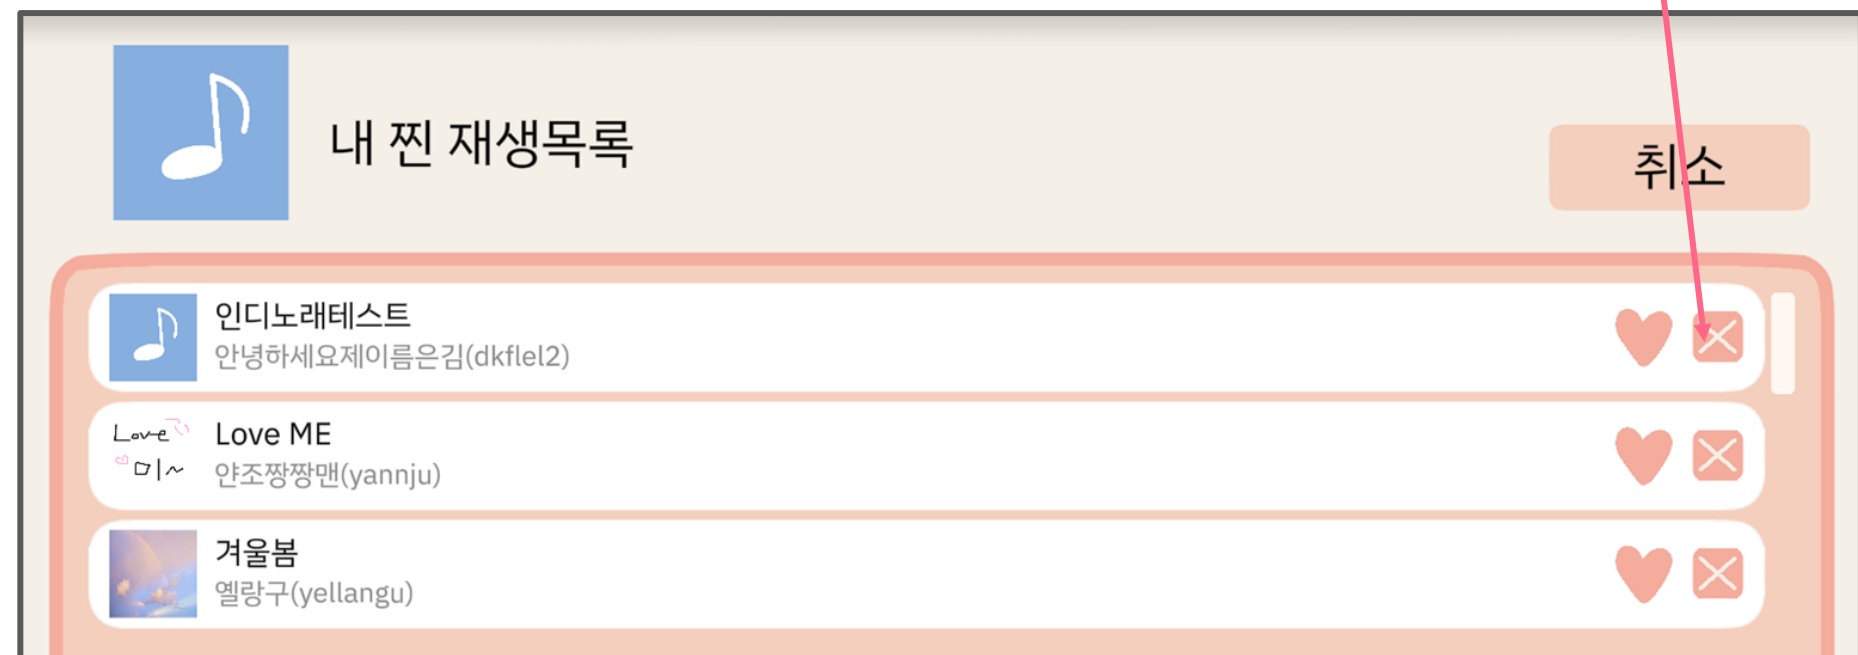 내 찐 재생목록
취소
인디노래테스트
안녕하세요제이름은김(dkflel2)
Love
미~
Love ME
얀조짱짱맨(yannju)
겨울봄
옐랑구(yellangu)